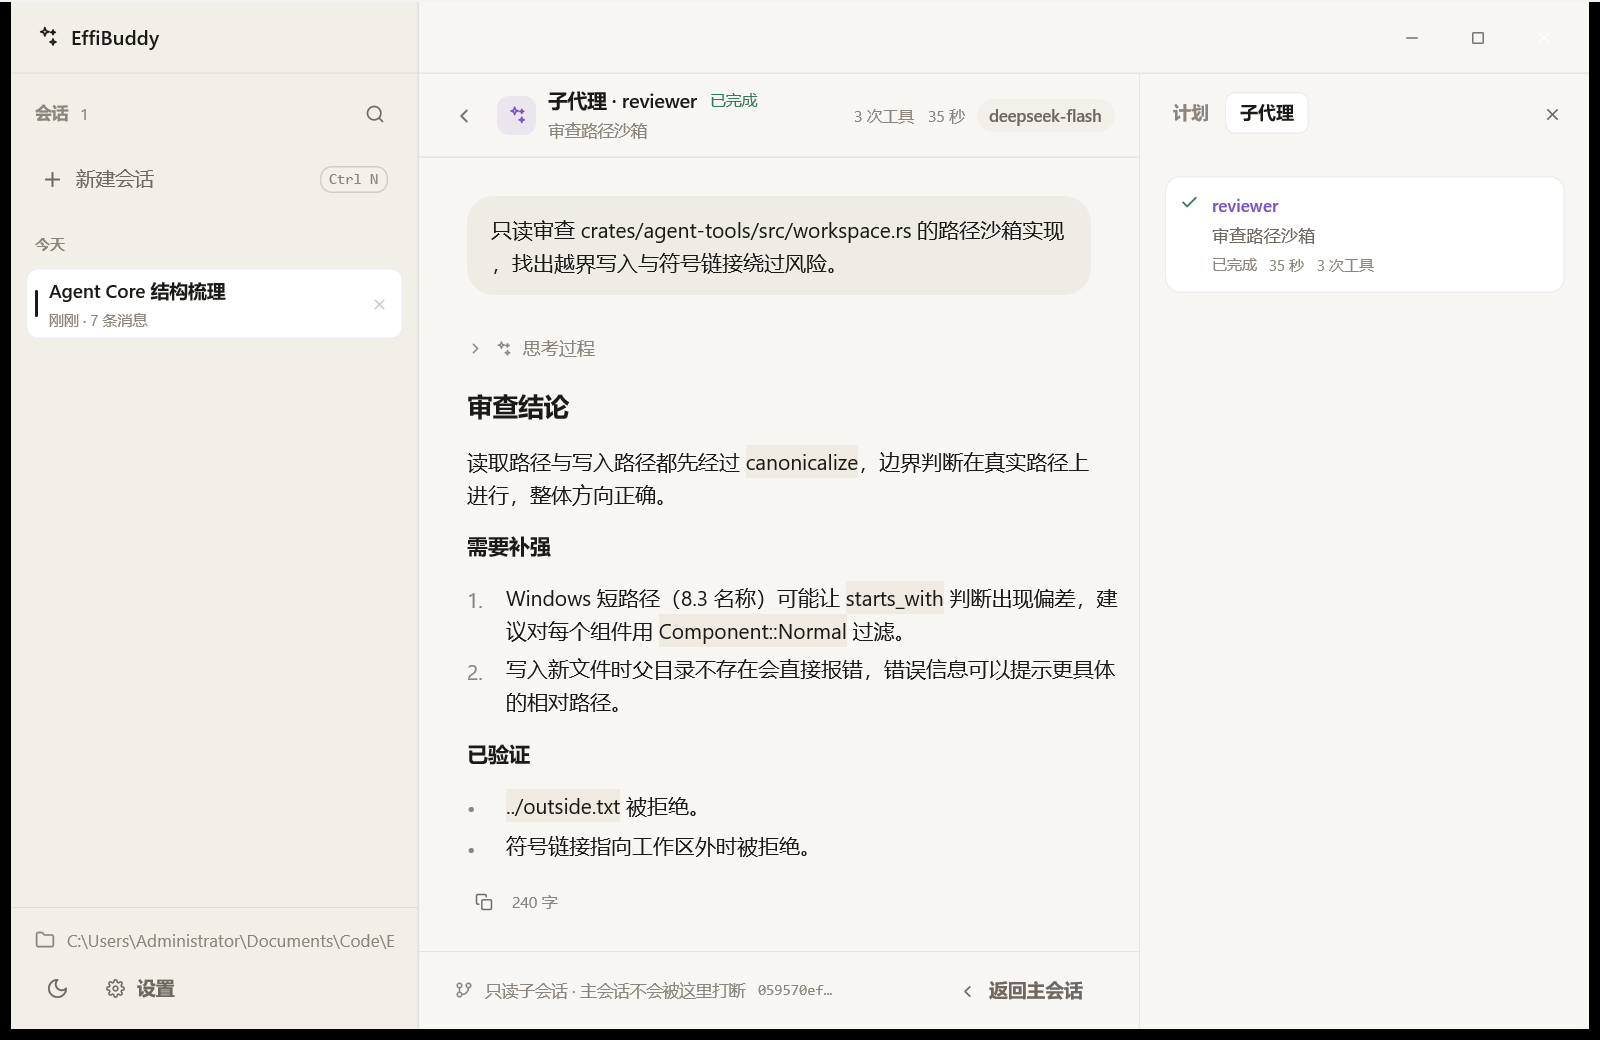 EffiBuddy
会话 1
新建会话 Ctrl N
今天
Agent Core 结构梳理
刚刚 · 7 条消息
C:\Users\Administrator\Documents\Code\E
设置
子代理 · reviewer 已完成
审查路径沙箱
3 次工具 35 秒 deepseek-flash
只读审查 crates/agent-tools/src/workspace.rs 的路径沙箱实现
，找出越界写入与符号链接绕过风险。
思考过程
审查结论
读取路径与写入路径都先经过 canonicalize，边界判断在真实路径上
进行，整体方向正确。
需要补强
1. Windows 短路径（8.3 名称）可能让 starts_with 判断出现偏差，建
议对每个组件用 Component::Normal 过滤。
2. 写入新文件时父目录不存在会直接报错，错误信息可以提示更具体
的相对路径。
已验证
• ../outside.txt 被拒绝。
• 符号链接指向工作区外时被拒绝。
240 字
只读子会话 · 主会话不会被这里打断 059570ef…
返回主会话
计划 子代理
reviewer
审查路径沙箱
已完成 35 秒 3 次工具